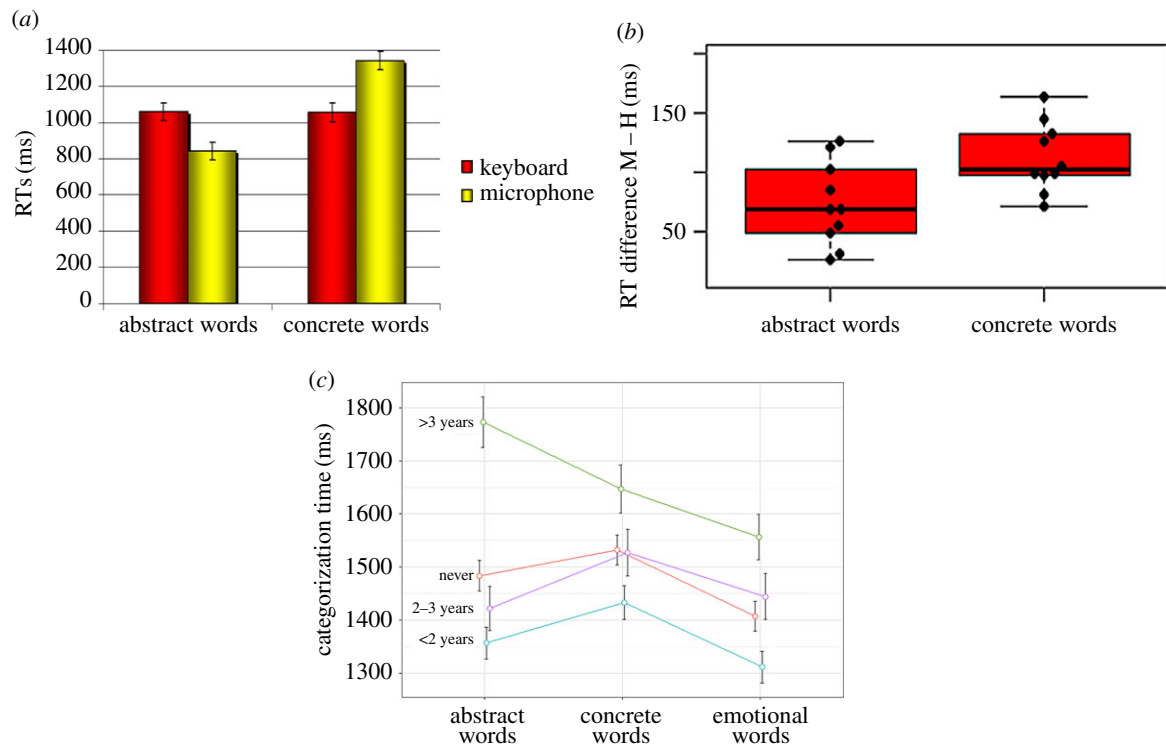 (a)
1400
1200
1000
800
600
400
200
0
RTs (ms)
abstract words
concrete words
keyboard
microphone
(b)
RT difference M – H (ms)
150
50
abstract words
concrete words
(c)
categorization time (ms)
1800
1700
1600
1500
1400
1300
>3 years
never
2–3 years
<2 years
abstract
words
concrete
words
emotional
words